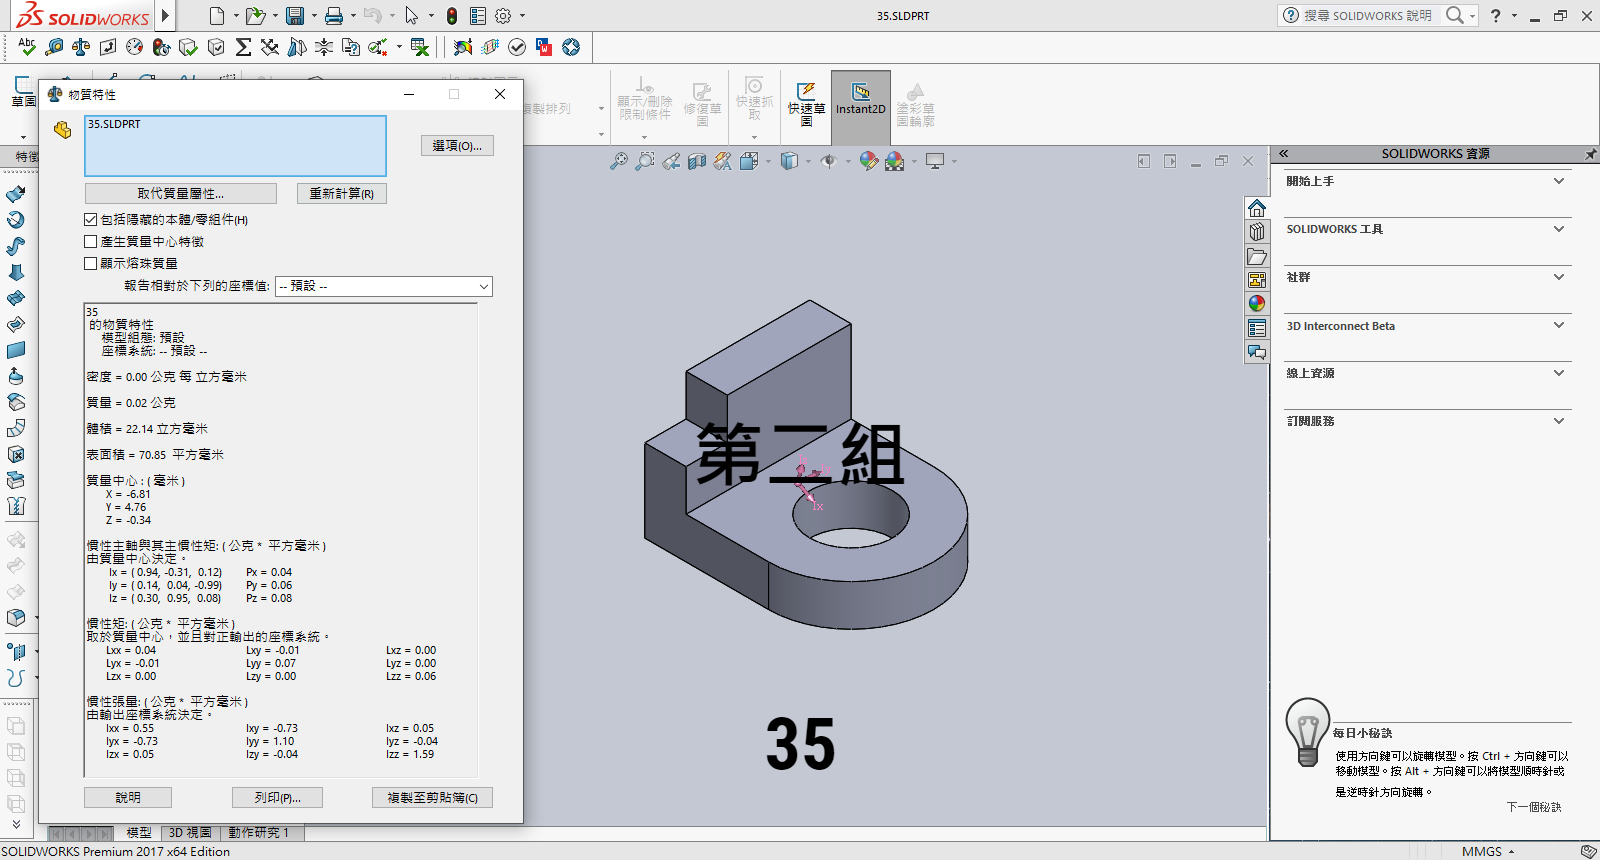 SOLIDWORKS
35.SLDPRT
搜尋 SOLIDWORKS 說明
草圖
複製排列
顯示/刪除限制條件
修復草圖
快速抓取
快速草圖
Instant2D
塗彩草圖輪廓
特徵
物質特性
35.SLDPRT
選項(O)...
取代質量屬性...
重新計算(R)
包括隱藏的本體/零組件(H)
產生質量中心特徵
顯示熔珠質量
報告相對於下列的座標值:
-- 預設 --
35
的物質特性
模型組態: 預設
座標系統: -- 預設 --
密度 = 0.00 公克 每 立方毫米
質量 = 0.02 公克
體積 = 22.14 立方毫米
表面積 = 70.85 平方毫米
質量中心 : ( 毫米 )
X = -6.81
Y = 4.76
Z = -0.34
慣性主軸與其主慣性矩: ( 公克 * 平方毫米 )
由質量中心決定。
Ix = ( 0.94, -0.31, 0.12) Px = 0.04
Iy = ( 0.14, 0.04, -0.99) Py = 0.06
Iz = ( 0.30, 0.95, 0.08) Pz = 0.08
慣性矩: ( 公克 * 平方毫米 )
取於質量中心，並且對正輸出的座標系統。
Lxx = 0.04 Lxy = -0.01 Lxz = 0.00
Lyx = -0.01 Lyy = 0.07 Lyz = 0.00
Lzx = 0.00 Lzy = 0.00 Lzz = 0.06
慣性張量: ( 公克 * 平方毫米 )
由輸出座標系統決定。
Ixx = 0.55 Ixy = -0.73 Ixz = 0.05
Iyx = -0.73 Iyy = 1.10 Iyz = -0.04
Izx = 0.05 Izy = -0.04 Izz = 1.59
說明
列印(P)...
複製至剪貼簿(C)
第二組
Ix
35
SOLIDWORKS 資源
開始上手
SOLIDWORKS 工具
社群
3D Interconnect Beta
線上資源
訂閱服務
每日小秘訣
使用方向鍵可以旋轉模型。按 Ctrl + 方向鍵可以
移動模型。按 Alt + 方向鍵可以將模型順時針或
是逆時針方向旋轉。
下一個秘訣
模型
3D 視圖
動作研究 1
SOLIDWORKS Premium 2017 x64 Edition
MMGS